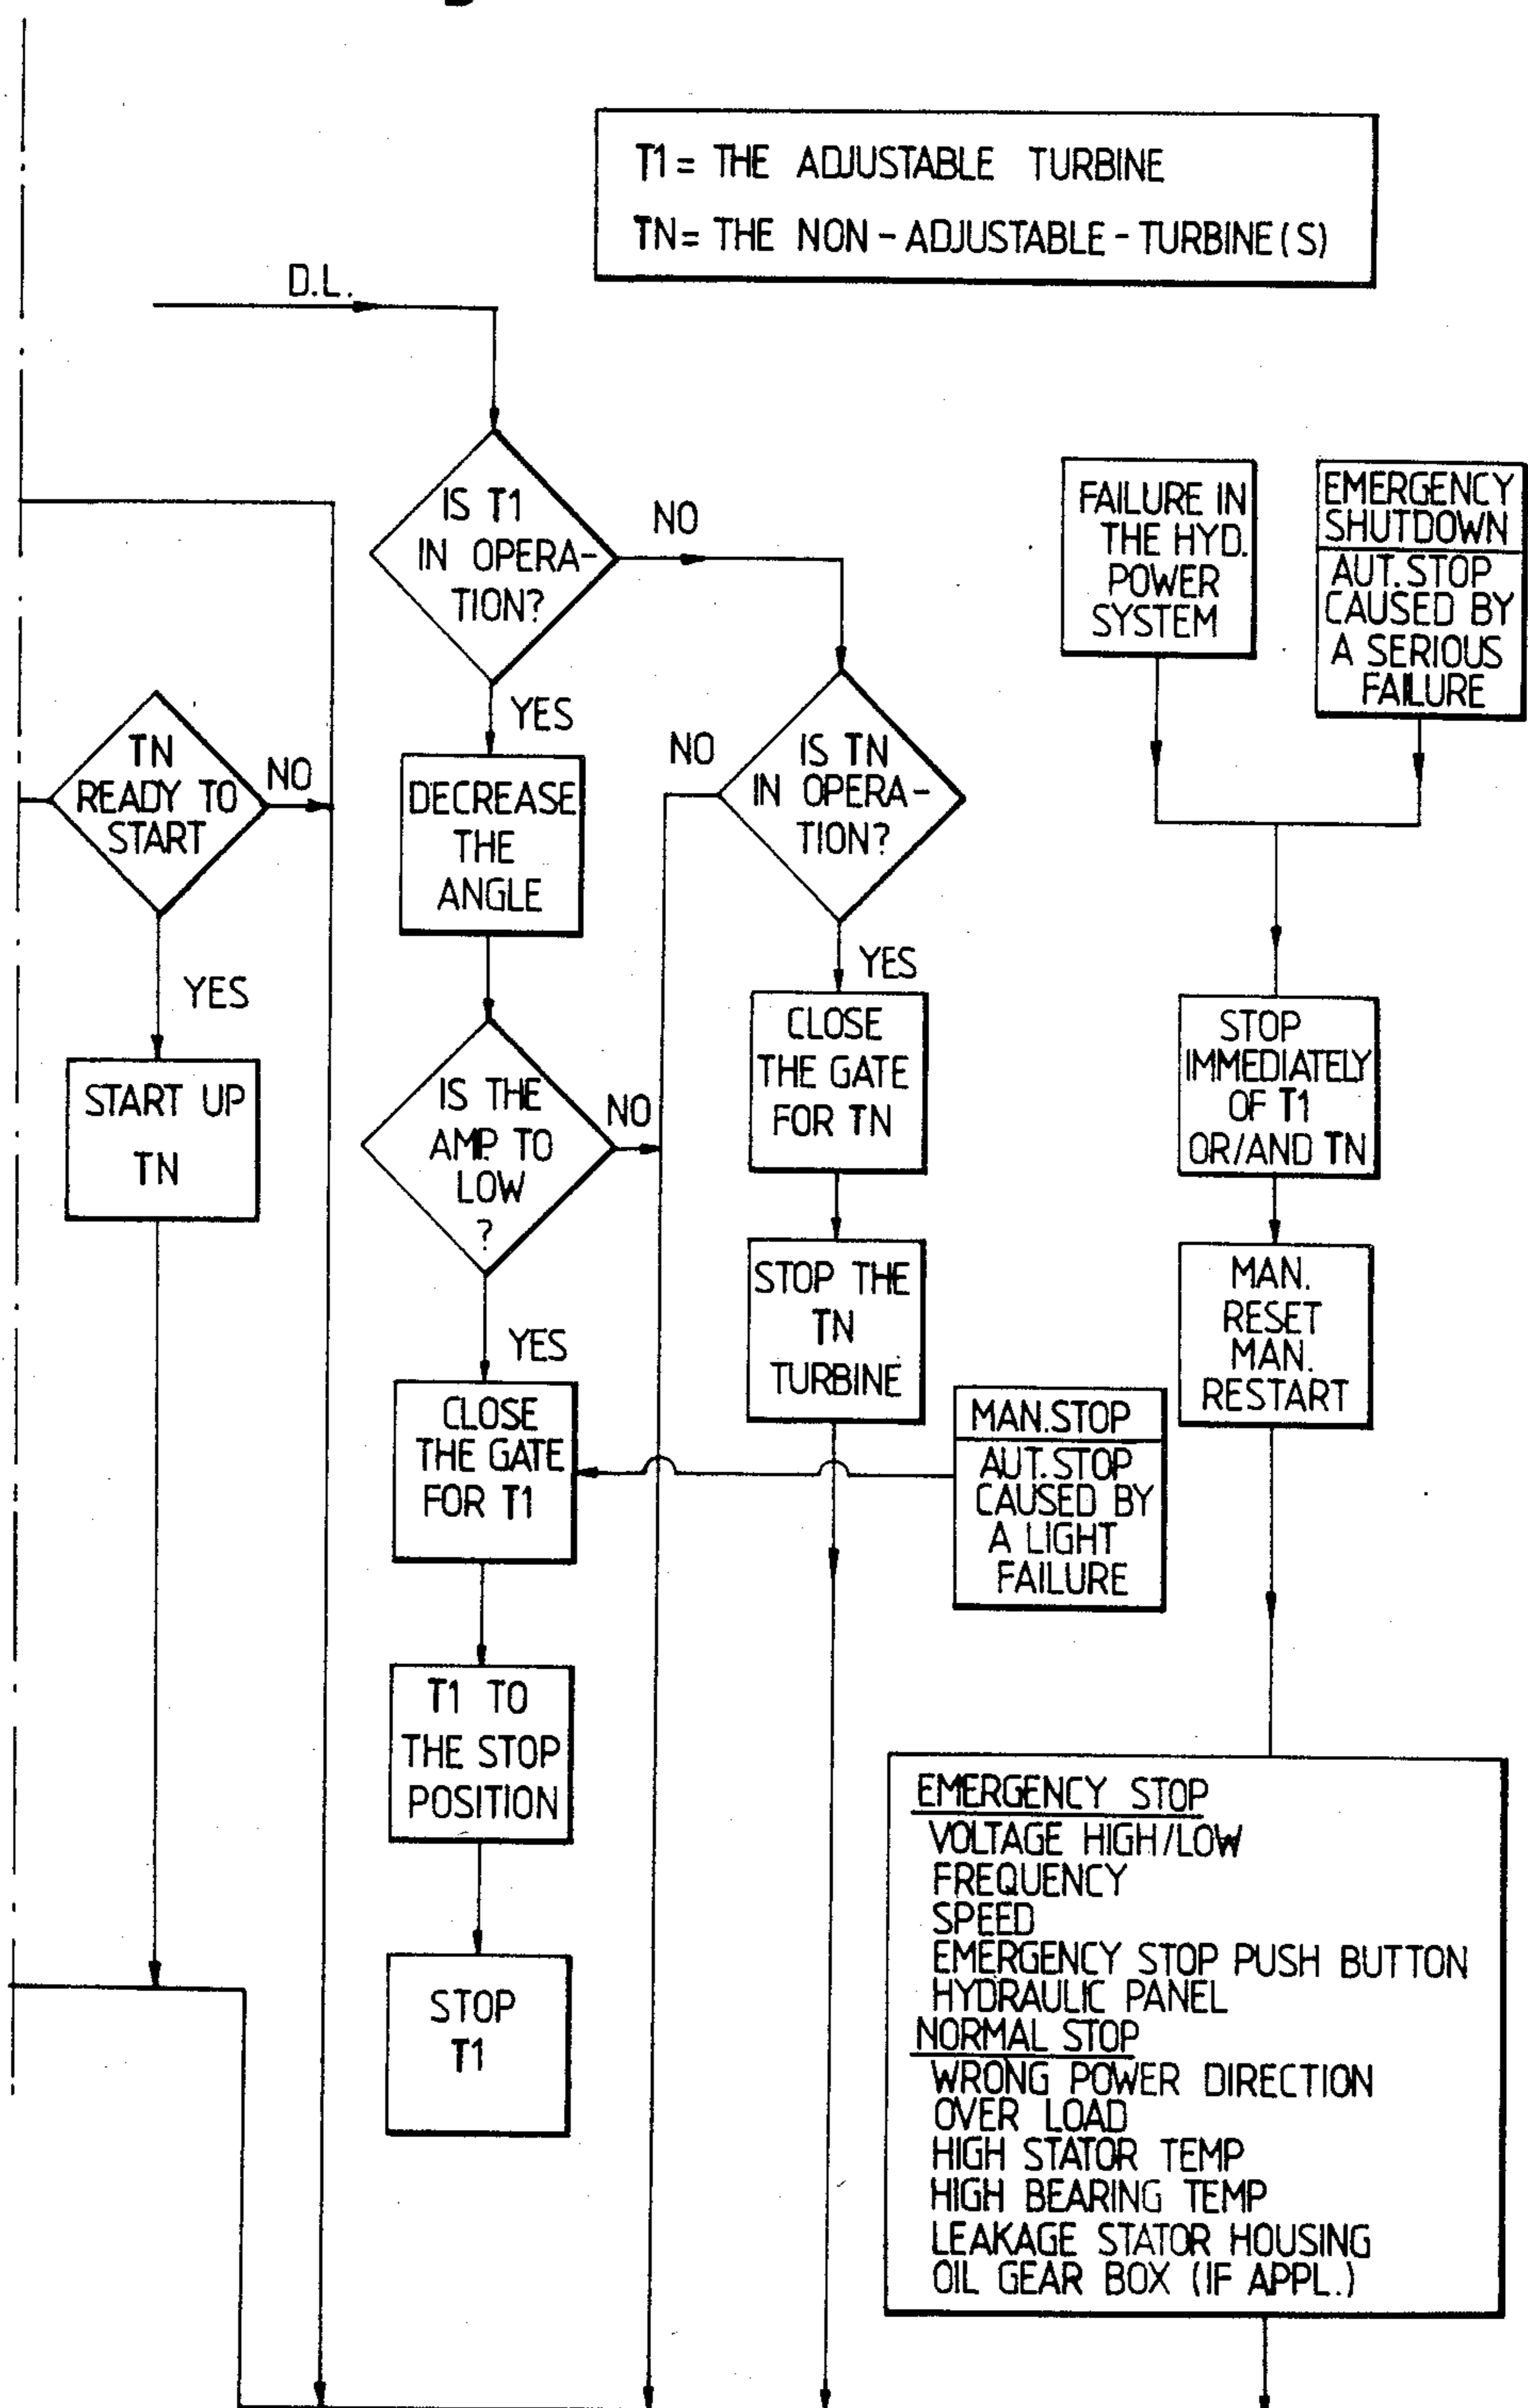 T1 = THE ADJUSTABLE TURBINE
TN = THE NON-ADJUSTABLE-TURBINE(S)
D.L.
IS T1
IN OPERA-
TION?
NO
YES
FAILURE IN
THE HYD.
POWER
SYSTEM
EMERGENCY
SHUTDOWN
AUT.STOP
CAUSED BY
A SERIOUS
FAILURE
TN
READY TO
START
NO
YES
START UP
TN
DECREASE
THE
ANGLE
NO
IS TN
IN OPERA-
TION?
YES
IS THE
AMP. TO
LOW
?
NO
YES
CLOSE
THE GATE
FOR TN
STOP THE
TN
TURBINE
STOP
IMMEDIATELY
OF T1
OR/AND TN
MAN.
RESET
MAN.
RESTART
CLOSE
THE GATE
FOR T1
MAN.STOP
AUT.STOP
CAUSED BY
A LIGHT
FAILURE
T1 TO
THE STOP
POSITION
STOP
T1
EMERGENCY STOP
VOLTAGE HIGH/LOW
FREQUENCY
SPEED
EMERGENCY STOP PUSH BUTTON
HYDRAULIC PANEL
NORMAL STOP
WRONG POWER DIRECTION
OVER LOAD
HIGH STATOR TEMP
HIGH BEARING TEMP
LEAKAGE STATOR HOUSING
OIL GEAR BOX (IF APPL.)